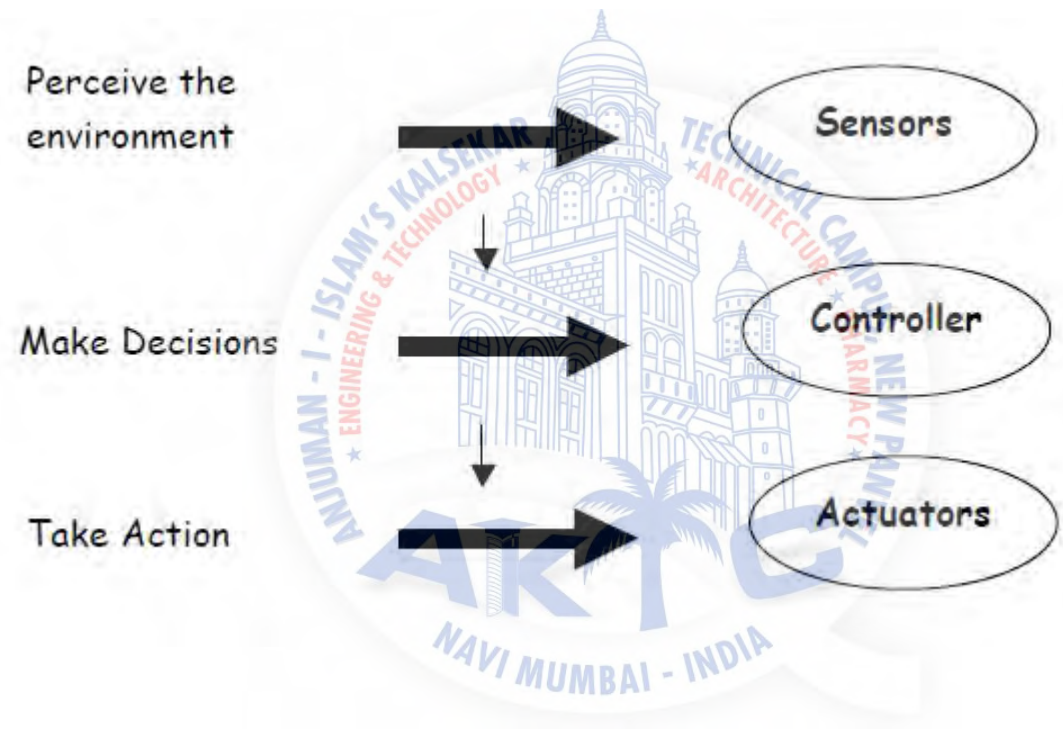 Perceive the
environment
Sensors
Make Decisions
Controller
Take Action
Actuators
ANJUMAN - I - ISLAM'S KALSEKAR TECHNICAL CAMPUS, NEW PANVEL
ENGINEERING & TECHNOLOGY ★ ★ ARCHITECTURE ★ PHARMACY ★
AKTC
NAVI MUMBAI - INDIA